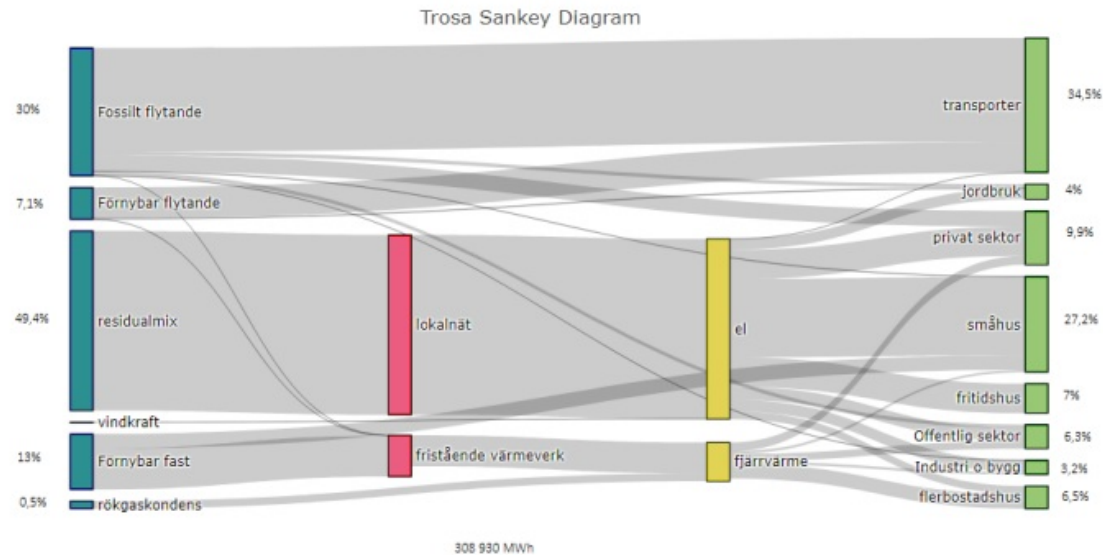 Trosa Sankey Diagram
30%
Fossilt flytande
7,1%
Förnybar flytande
49,4%
residualmix
vindkraft
13%
Förnybar fast
0,5%
rökgaskondens
lokalnät
fristående värmeverk
el
fjärrvärme
transporter
34,5%
jordbruk
4%
privat sektor
9,9%
småhus
27,2%
fritidshus
7%
Offentlig sektor
6,3%
Industri o bygg
3,2%
flerbostadshus
6,5%
308 930 MWh